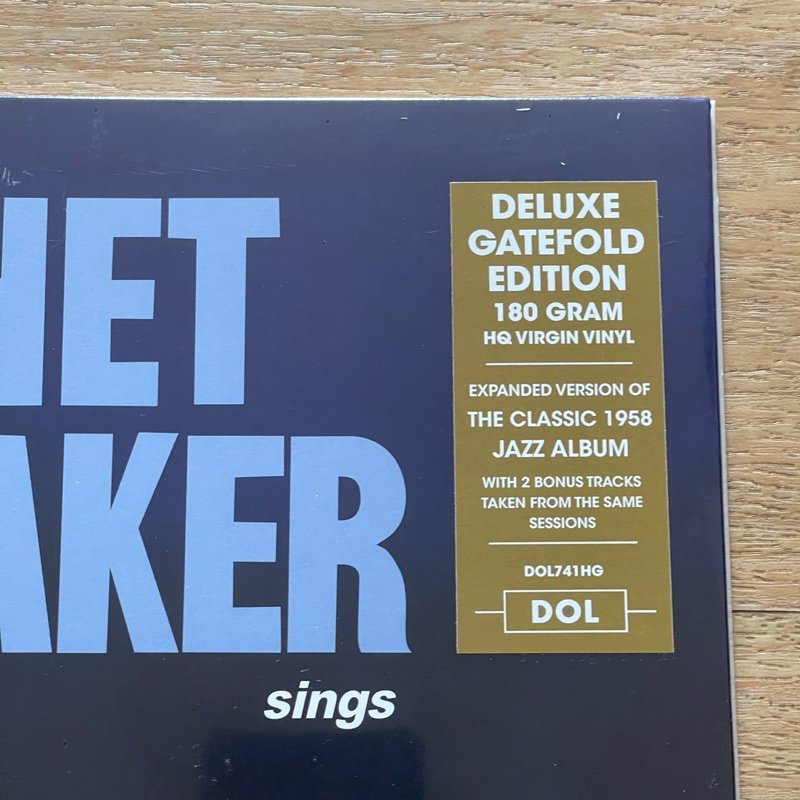 HET
AKER
sings
DELUXE
GATEFOLD
EDITION
180 GRAM
HQ VIRGIN VINYL
EXPANDED VERSION OF
THE CLASSIC 1958
JAZZ ALBUM
WITH 2 BONUS TRACKS
TAKEN FROM THE SAME
SESSIONS
DOL741HG
DOL